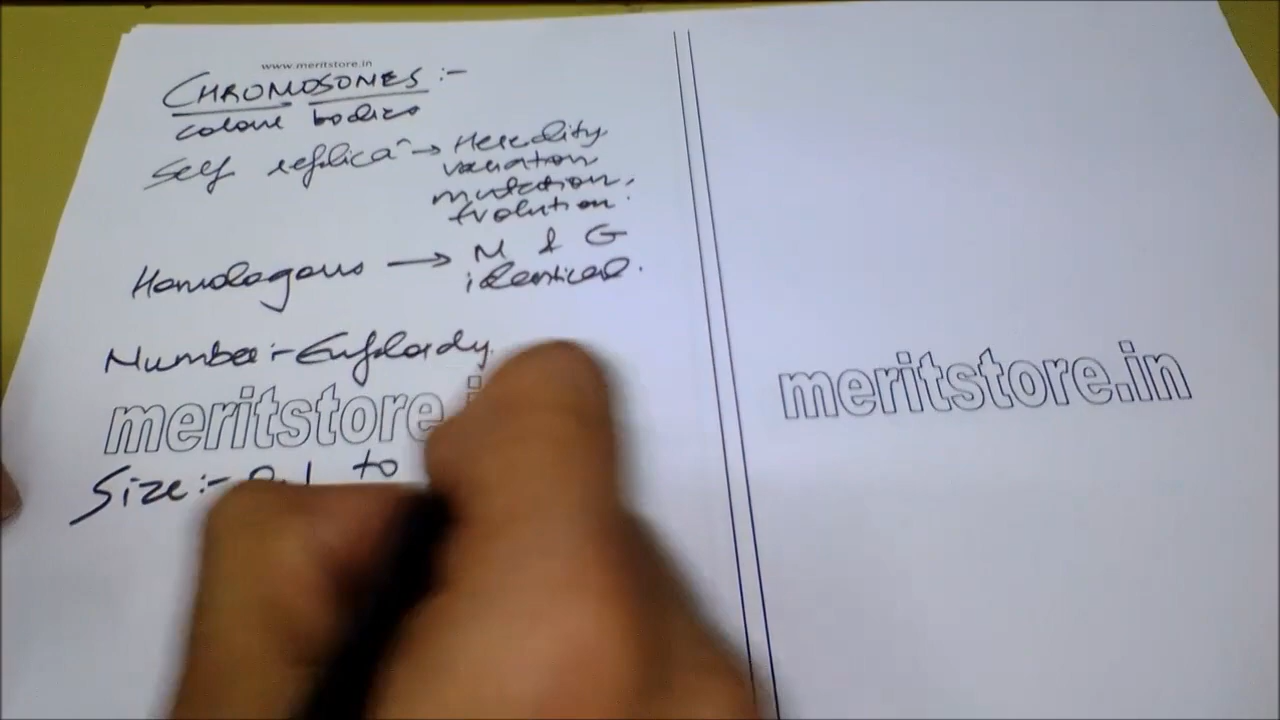 www.meritstore.in
CHROMOSOMES :-
colour bodies
Self replica^n → Heredity
variation
mutation,
Evolution.
Homologous → M & G
identical.
Number:- Euploidy
meritstore.i
Size:- to
meritstore.in